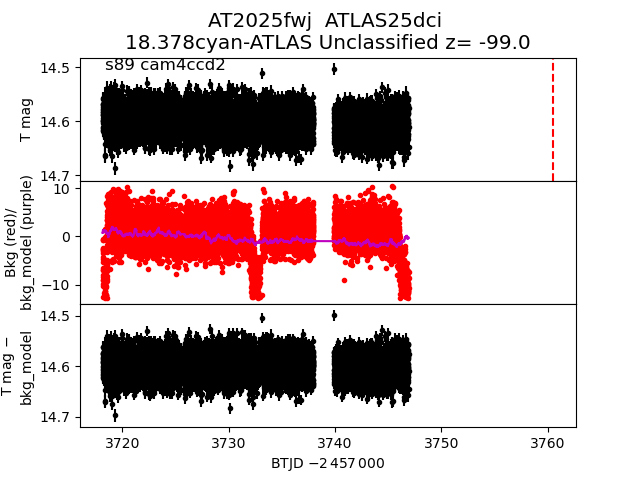 AT2025fwj  ATLAS25dci
18.378cyan-ATLAS Unclassified z= -99.0
s89 cam4ccd2
14.5
14.6
14.7
T mag
10
0
−10
Bkg (red)/
bkg_model (purple)
14.5
14.6
14.7
T mag −
bkg_model
3720 3730 3740 3750 3760
BTJD −2 457 000